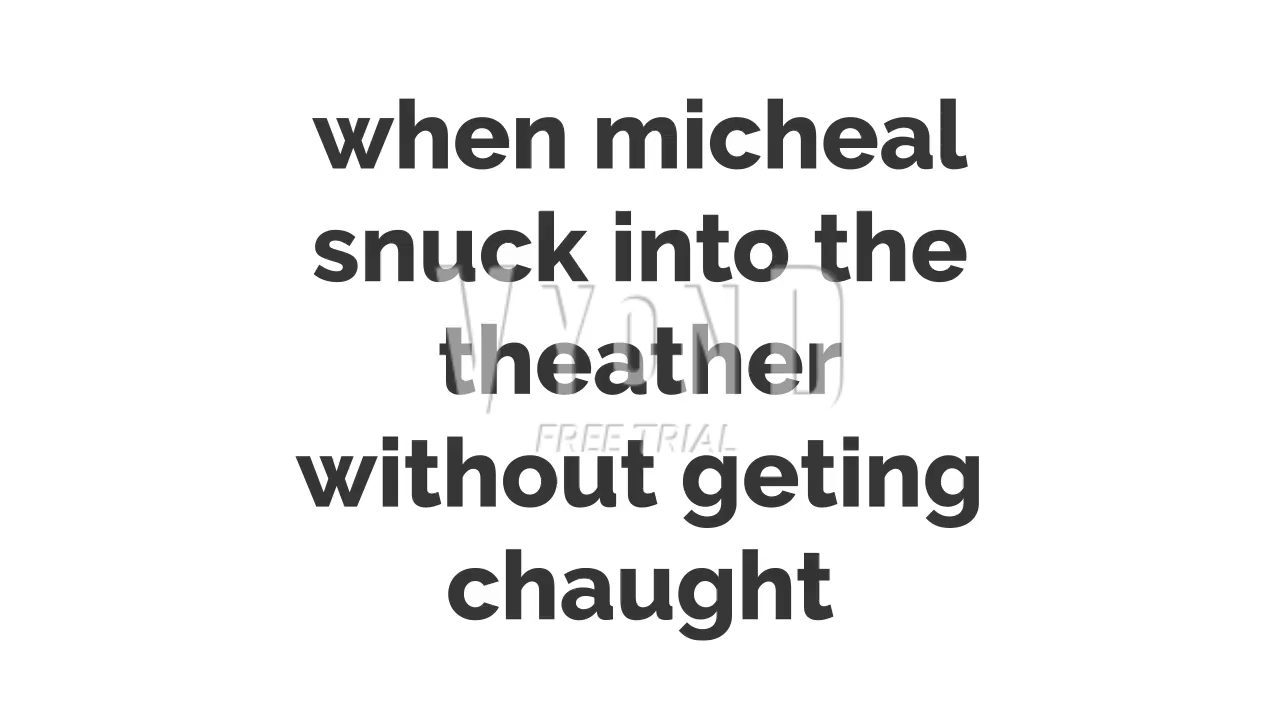 when micheal
snuck into the
theather
VYOND
FREE TRIAL
without geting
chaught